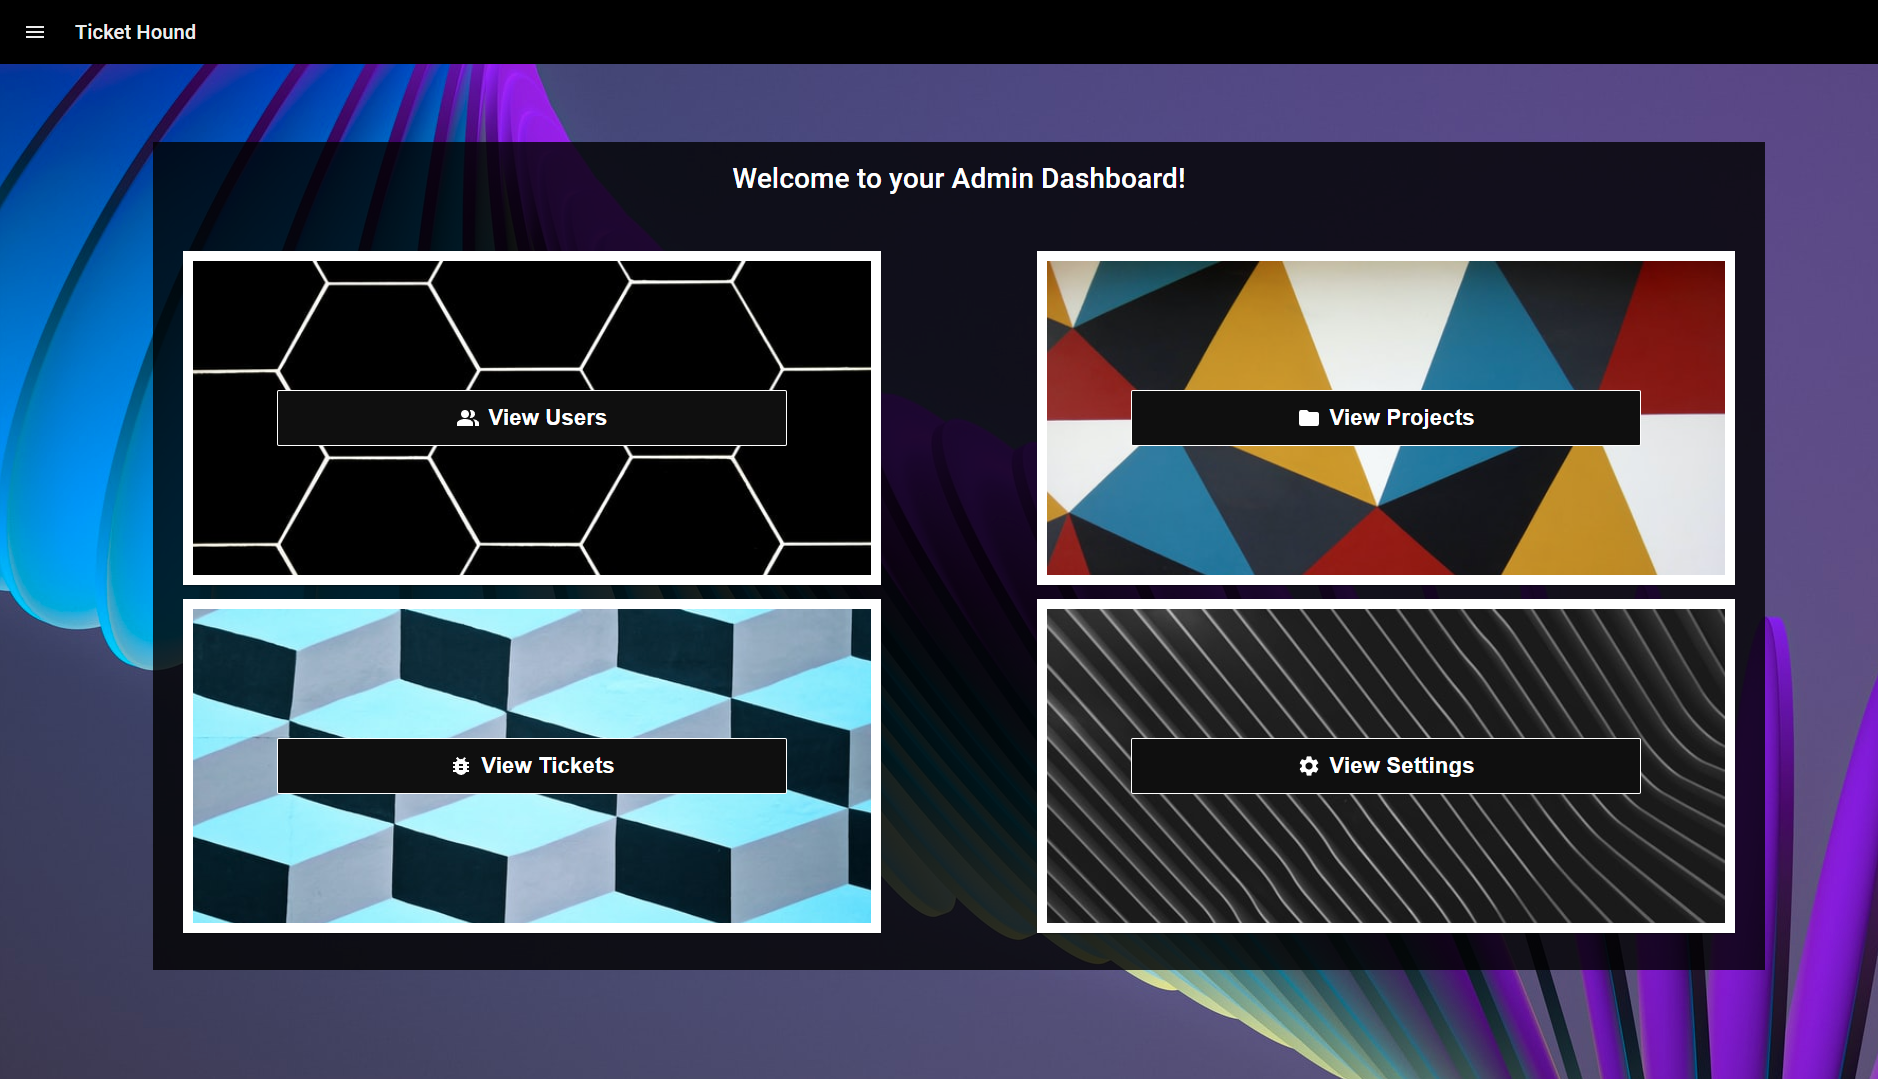 Ticket Hound
Welcome to your Admin Dashboard!
View Users
View Projects
View Tickets
View Settings